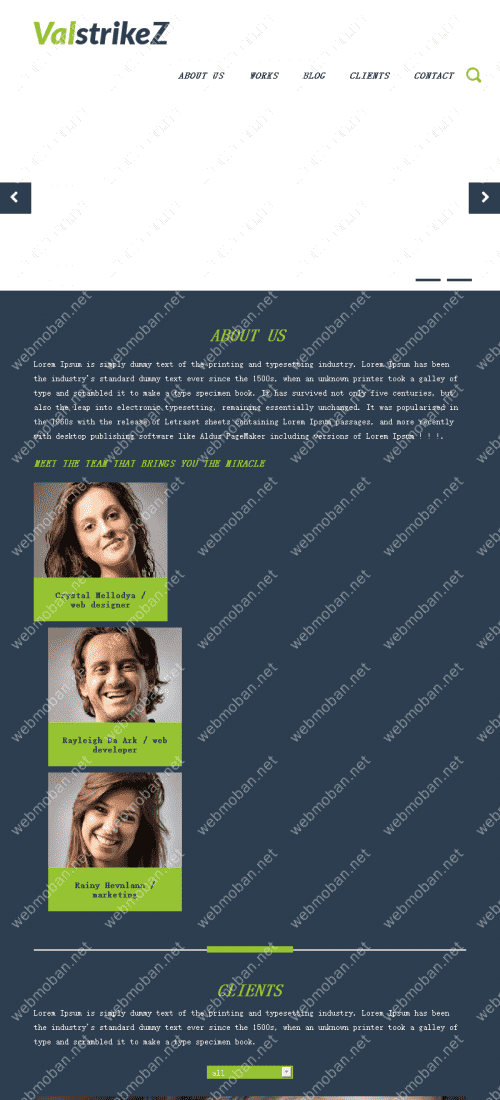 ValstrikeZ
ABOUT US WORKS BLOG CLIENTS CONTACT
ABOUT US
Lorem Ipsum is simply dummy text of the printing and typesetting industry. Lorem Ipsum has been
the industry's standard dummy text ever since the 1500s, when an unknown printer took a galley of
type and scrambled it to make a type specimen book. It has survived not only five centuries, but
also the leap into electronic typesetting, remaining essentially unchanged. It was popularised in
the 1960s with the release of Letraset sheets containing Lorem Ipsum passages, and more recently
with desktop publishing software like Aldus PageMaker including versions of Lorem Ipsum ! ! !.
MEET THE TEAM THAT BRINGS YOU THE MIRACLE
Crystal Mellodya /
web designer
Kayleigh Da Ark / web
developer
Rainy Hevnlann /
marketing
CLIENTS
Lorem Ipsum is simply dummy text of the printing and typesetting industry. Lorem Ipsum has been
the industry's standard dummy text ever since the 1500s, when an unknown printer took a galley of
type and scrambled it to make a type specimen book.
all
webmoban.net